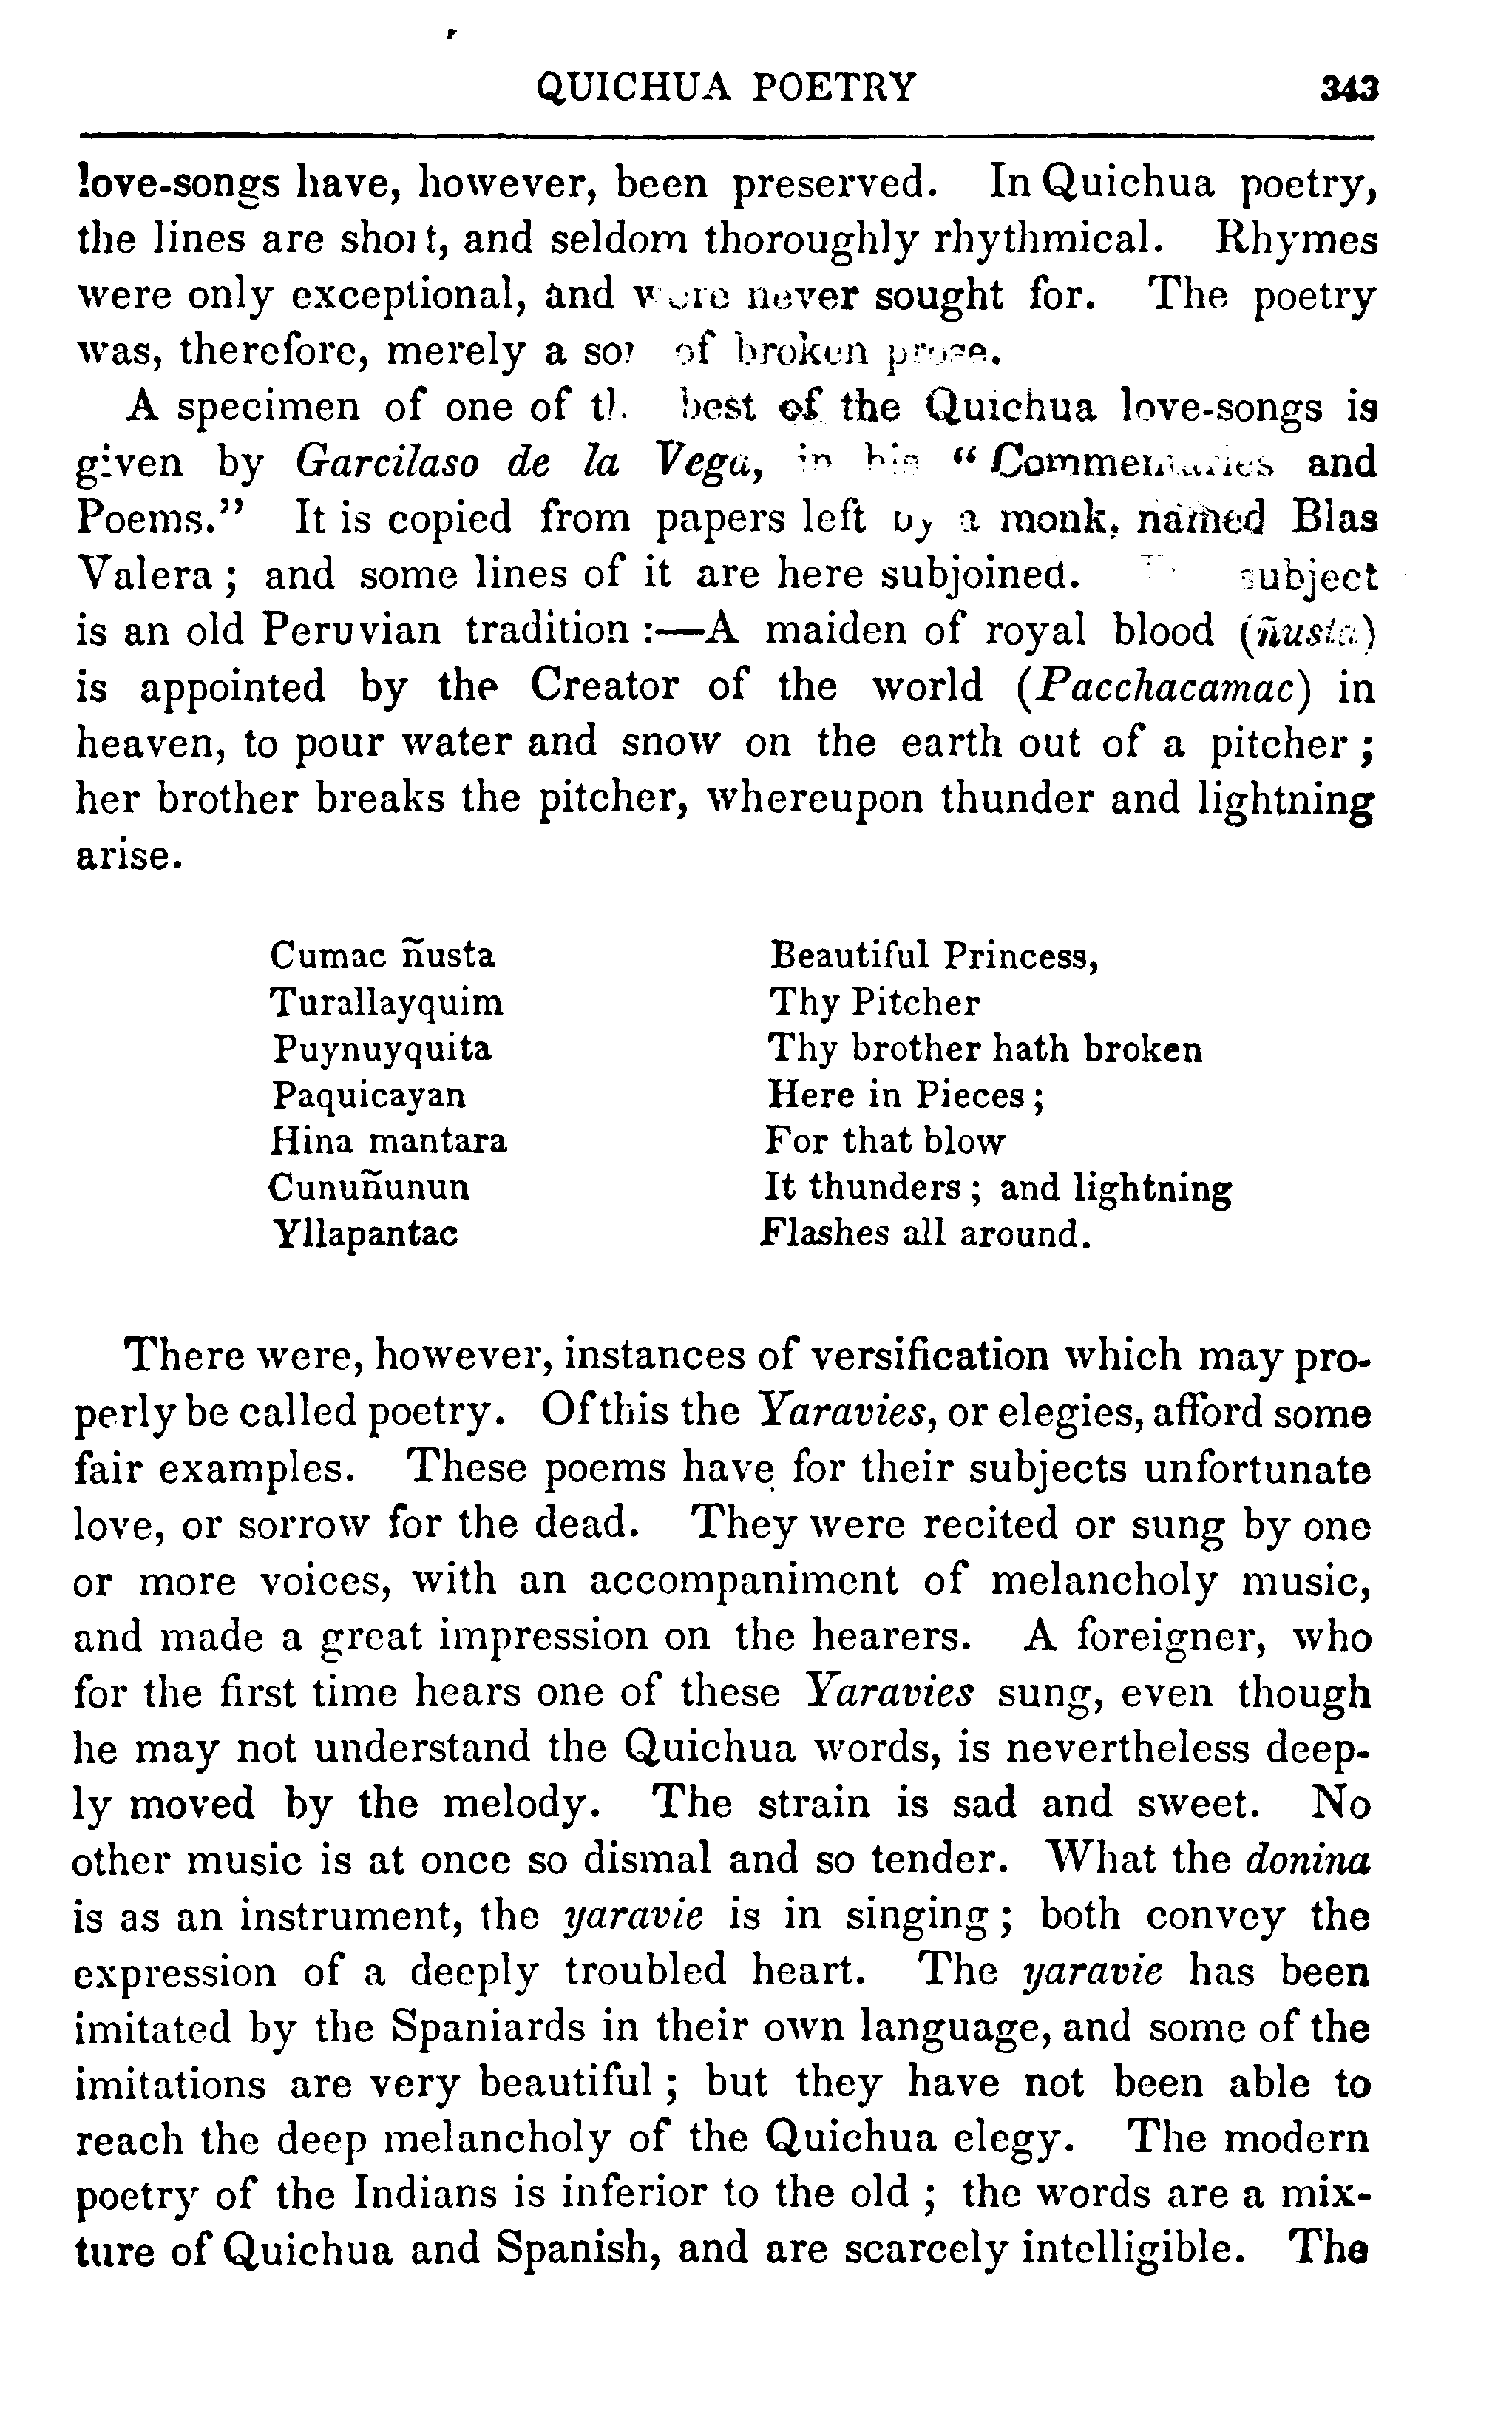 QUICHUA POETRY 343
love-songs have, however, been preserved. In Quichua poetry,
the lines are short, and seldom thoroughly rhythmical. Rhymes
were only exceptional, and were never sought for. The poetry
was, therefore, merely a of broken prose.
A specimen of one of best of the Quichua love-songs is
given by Garcilaso de la Vega, in his “Commentaries and
Poems.” It is copied from papers left by a monk, named Blas
Valera; and some lines of it are here subjoined. subject
is an old Peruvian tradition:—A maiden of royal blood (ñusta)
is appointed by the Creator of the world (Pacchacamac) in
heaven, to pour water and snow on the earth out of a pitcher;
her brother breaks the pitcher, whereupon thunder and lightning
arise.
Cumac ñusta Beautiful Princess,
Turallayquim Thy Pitcher
Puynuyquita Thy brother hath broken
Paquicayan Here in Pieces;
Hina mantara For that blow
Cunuñunun It thunders; and lightning
Yllapantac Flashes all around.
There were, however, instances of versification which may pro-
perly be called poetry. Of this the Yaravies, or elegies, afford some
fair examples. These poems have for their subjects unfortunate
love, or sorrow for the dead. They were recited or sung by one
or more voices, with an accompaniment of melancholy music,
and made a great impression on the hearers. A foreigner, who
for the first time hears one of these Yaravies sung, even though
he may not understand the Quichua words, is nevertheless deep-
ly moved by the melody. The strain is sad and sweet. No
other music is at once so dismal and so tender. What the donina
is as an instrument, the yaravie is in singing; both convey the
expression of a deeply troubled heart. The yaravie has been
imitated by the Spaniards in their own language, and some of the
imitations are very beautiful; but they have not been able to
reach the deep melancholy of the Quichua elegy. The modern
poetry of the Indians is inferior to the old; the words are a mix-
ture of Quichua and Spanish, and are scarcely intelligible. The